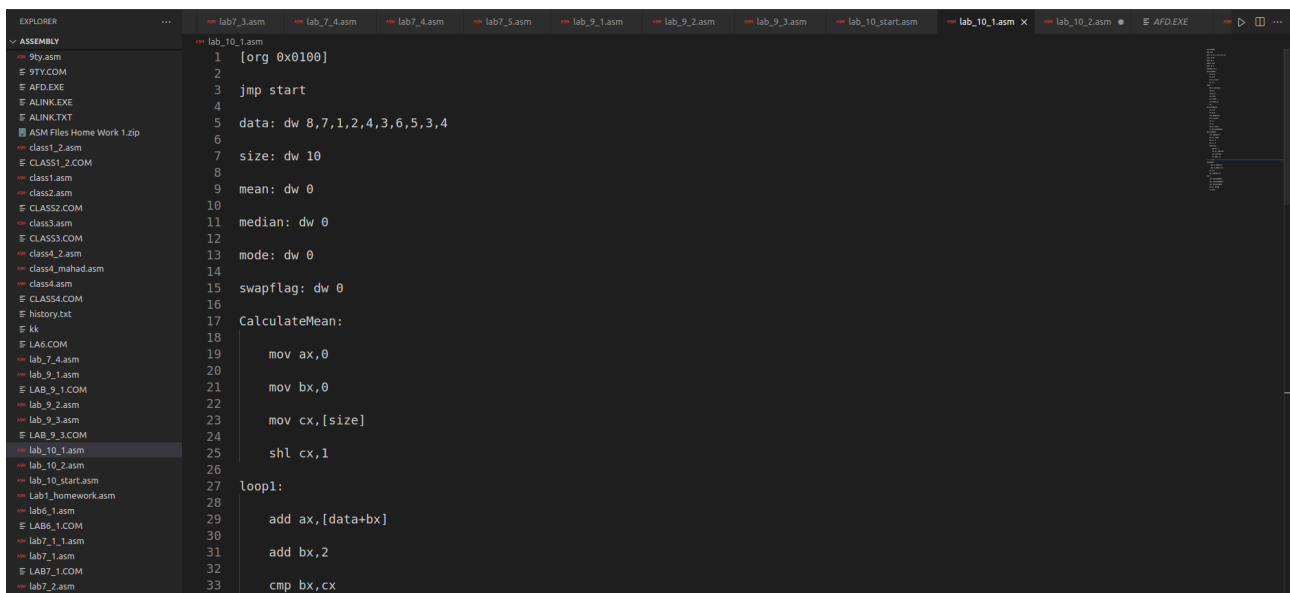 EXPLORER
...
lab7_3.asm
lab_7_4.asm
lab7_4.asm
lab7_5.asm
lab_9_1.asm
lab_9_2.asm
lab_9_3.asm
lab_10_start.asm
lab_10_1.asm
lab_10_2.asm
AFD.EXE
ASSEMBLY
9ty.asm
9TY.COM
AFD.EXE
ALINK.EXE
ALINK.TXT
ASM FIles Home Work 1.zip
class1_2.asm
CLASS1_2.COM
class1.asm
class2.asm
CLASS2.COM
class3.asm
CLASS3.COM
class4_2.asm
class4_mahad.asm
class4.asm
CLASS4.COM
history.txt
kk
LA6.COM
lab_7_4.asm
lab_9_1.asm
LAB_9_1.COM
lab_9_2.asm
lab_9_3.asm
LAB_9_3.COM
lab_10_1.asm
lab_10_2.asm
lab_10_start.asm
Lab1_homework.asm
lab6_1.asm
LAB6_1.COM
lab7_1_1.asm
lab7_1.asm
LAB7_1.COM
lab7_2.asm
lab_10_1.asm
1 [org 0x0100]
2
3 jmp start
4
5 data: dw 8,7,1,2,4,3,6,5,3,4
6
7 size: dw 10
8
9 mean: dw 0
10
11 median: dw 0
12
13 mode: dw 0
14
15 swapflag: dw 0
16
17 CalculateMean:
18
19 mov ax,0
20
21 mov bx,0
22
23 mov cx,[size]
24
25 shl cx,1
26
27 loop1:
28
29 add ax,[data+bx]
30
31 add bx,2
32
33 cmp bx,cx